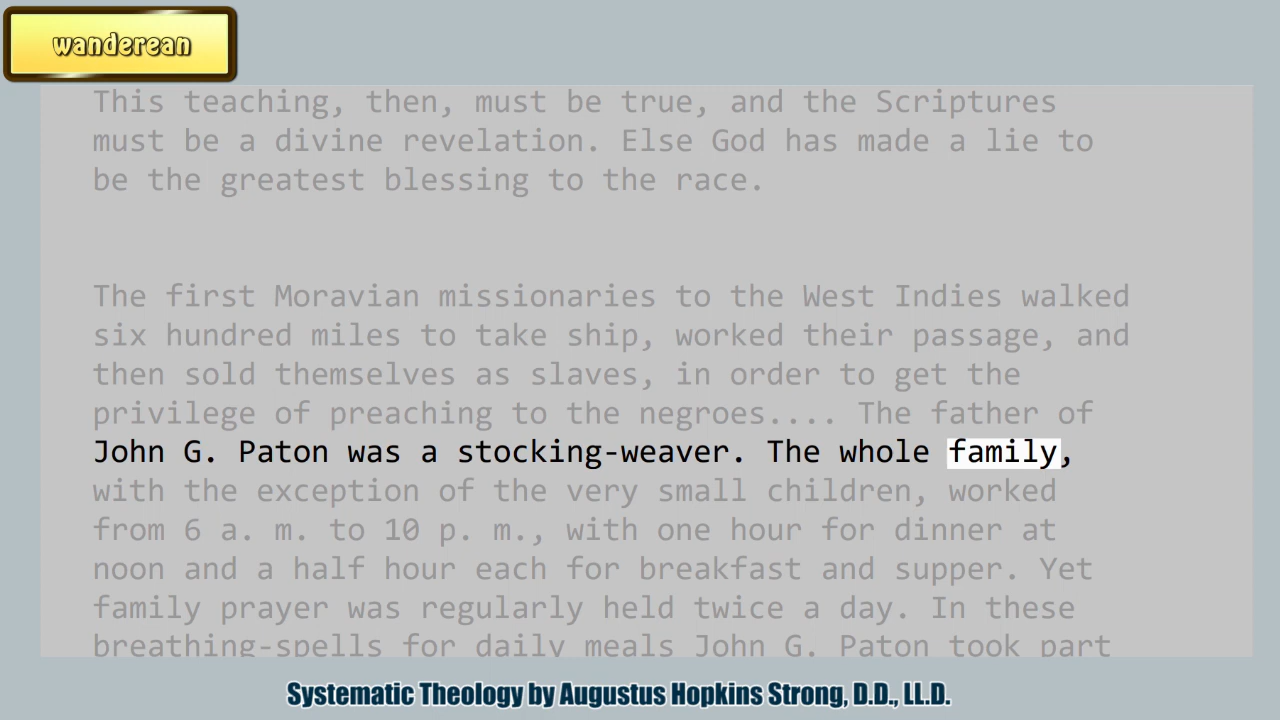 wanderean
This teaching, then, must be true, and the Scriptures
must be a divine revelation. Else God has made a lie to
be the greatest blessing to the race.
The first Moravian missionaries to the West Indies walked
six hundred miles to take ship, worked their passage, and
then sold themselves as slaves, in order to get the
privilege of preaching to the negroes.... The father of
John G. Paton was a stocking-weaver. The whole family,
with the exception of the very small children, worked
from 6 a. m. to 10 p. m., with one hour for dinner at
noon and a half hour each for breakfast and supper. Yet
family prayer was regularly held twice a day. In these
breathing-spells for daily meals John G. Paton took part
Systematic Theology by Augustus Hopkins Strong, D.D., LL.D.